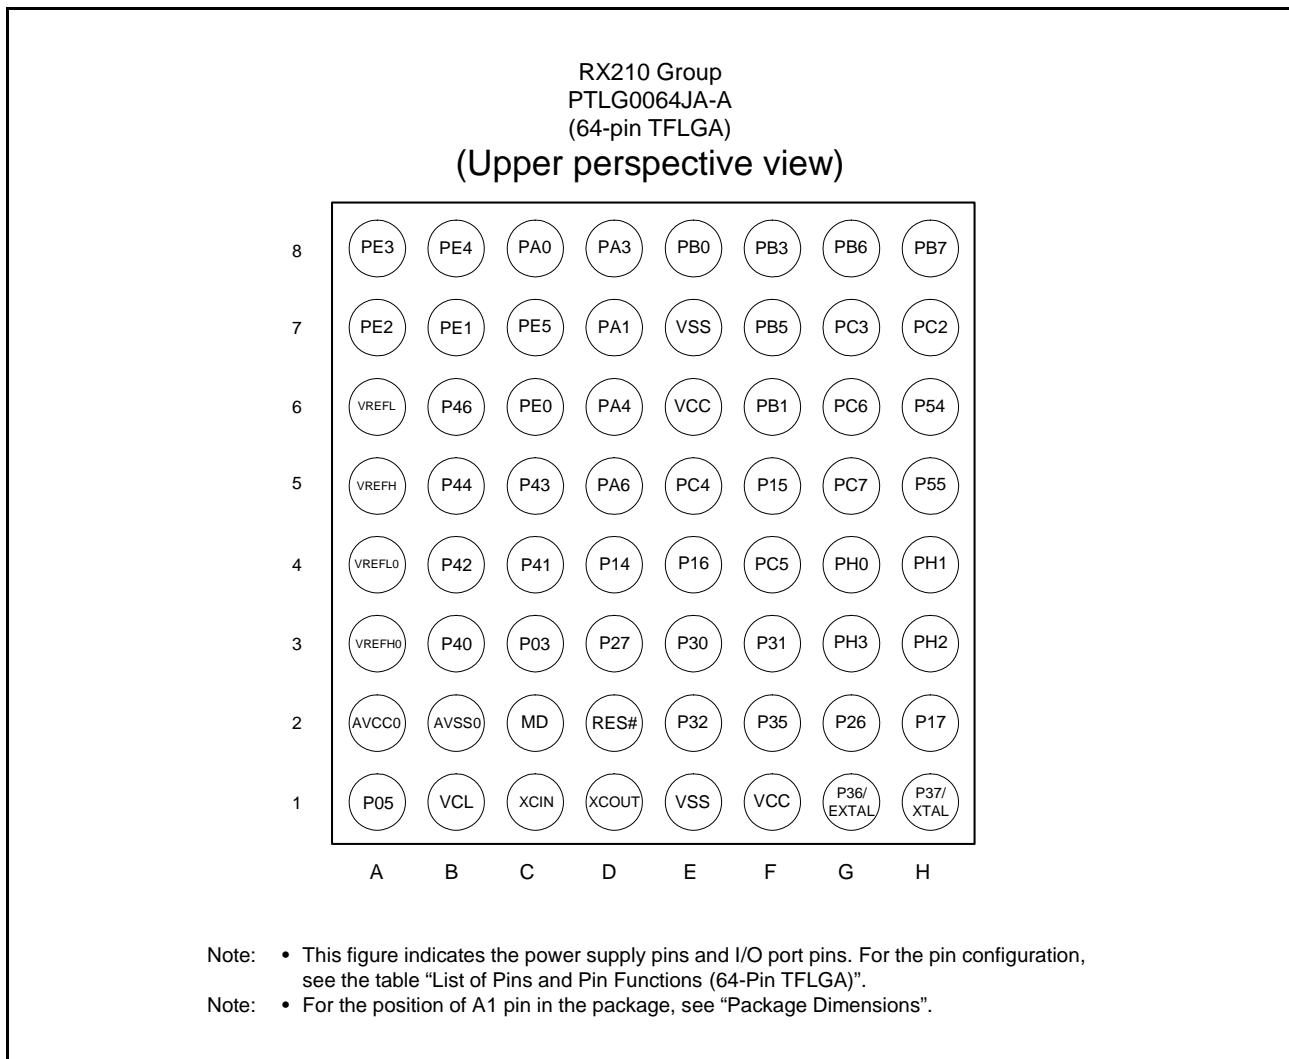 RX210 Group
PTLG0064JA-A
(64-pin TFLGA)
(Upper perspective view)
8 PE3 PE4 PA0 PA3 PB0 PB3 PB6 PB7
7 PE2 PE1 PE5 PA1 VSS PB5 PC3 PC2
6 VREFL P46 PE0 PA4 VCC PB1 PC6 P54
5 VREFH P44 P43 PA6 PC4 P15 PC7 P55
4 VREFL0 P42 P41 P14 P16 PC5 PH0 PH1
3 VREFH0 P40 P03 P27 P30 P31 PH3 PH2
2 AVCC0 AVSS0 MD RES# P32 P35 P26 P17
1 P05 VCL XCIN XCOUT VSS VCC P36/ EXTAL P37/ XTAL
A B C D E F G H
Note: • This figure indicates the power supply pins and I/O port pins. For the pin configuration,
see the table “List of Pins and Pin Functions (64-Pin TFLGA)”.
Note: • For the position of A1 pin in the package, see “Package Dimensions”.